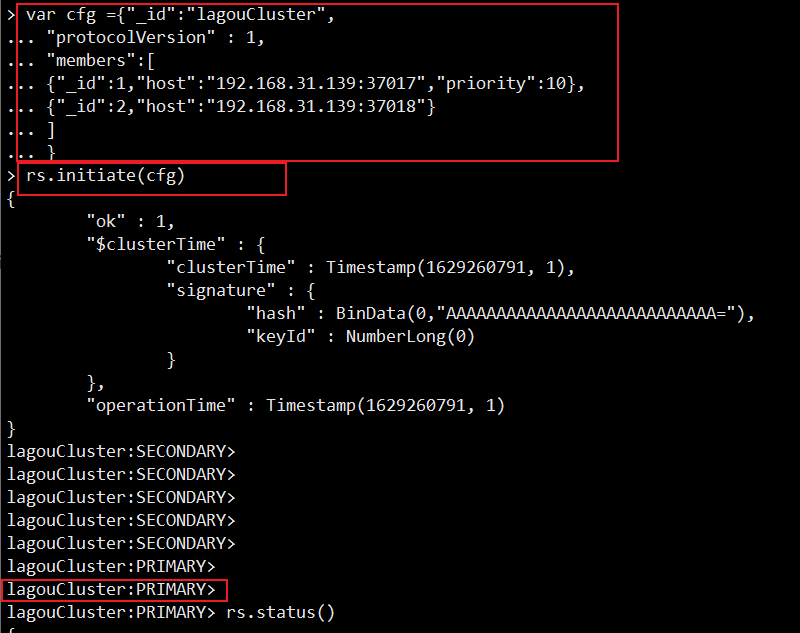 > var cfg ={"_id":"lagouCluster",
... "protocolVersion" : 1,
... "members":[
... {"_id":1,"host":"192.168.31.139:37017","priority":10},
... {"_id":2,"host":"192.168.31.139:37018"}
... ]
... }
> rs.initiate(cfg)
{
        "ok" : 1,
        "$clusterTime" : {
                "clusterTime" : Timestamp(1629260791, 1),
                "signature" : {
                        "hash" : BinData(0,"AAAAAAAAAAAAAAAAAAAAAAAAAAA="),
                        "keyId" : NumberLong(0)
                }
        },
        "operationTime" : Timestamp(1629260791, 1)
}
lagouCluster:SECONDARY>
lagouCluster:SECONDARY>
lagouCluster:SECONDARY>
lagouCluster:SECONDARY>
lagouCluster:SECONDARY>
lagouCluster:PRIMARY>
lagouCluster:PRIMARY>
lagouCluster:PRIMARY> rs.status()
{